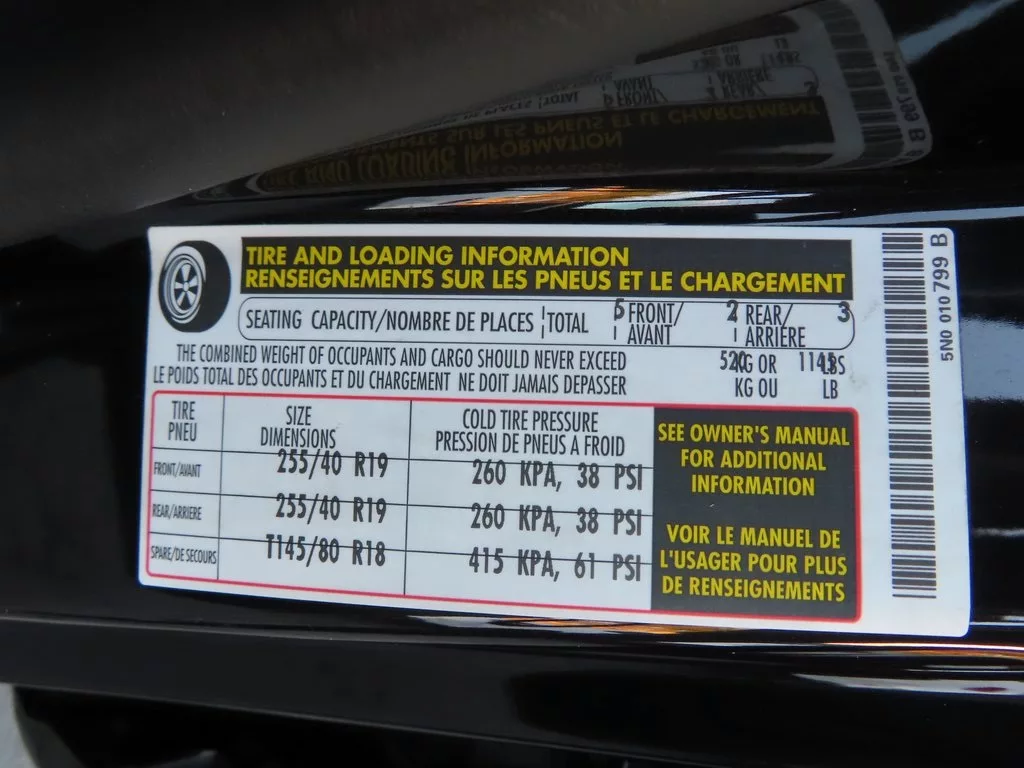 TIRE AND LOADING INFORMATION
RENSEIGNEMENTS SUR LES PNEUS ET LE CHARGEMENT
SEATING CAPACITY/NOMBRE DE PLACES TOTAL 5 FRONT/ AVANT 2 REAR/ ARRIÈRE 3
THE COMBINED WEIGHT OF OCCUPANTS AND CARGO SHOULD NEVER EXCEED 520 KG OR 1145 LBS
LE POIDS TOTAL DES OCCUPANTS ET DU CHARGEMENT NE DOIT JAMAIS DEPASSER KG OU LB
TIRE
PNEU
SIZE
DIMENSIONS
COLD TIRE PRESSURE
PRESSION DE PNEUS A FROID
FRONT/AVANT 255/40 R19 260 KPA, 38 PSI
REAR/ARRIERE 255/40 R19 260 KPA, 38 PSI
SPARE/DE SECOURS T145/80 R18 415 KPA, 61 PSI
SEE OWNER'S MANUAL
FOR ADDITIONAL
INFORMATION
VOIR LE MANUEL DE
L'USAGER POUR PLUS
DE RENSEIGNEMENTS
5N0 010 799 B